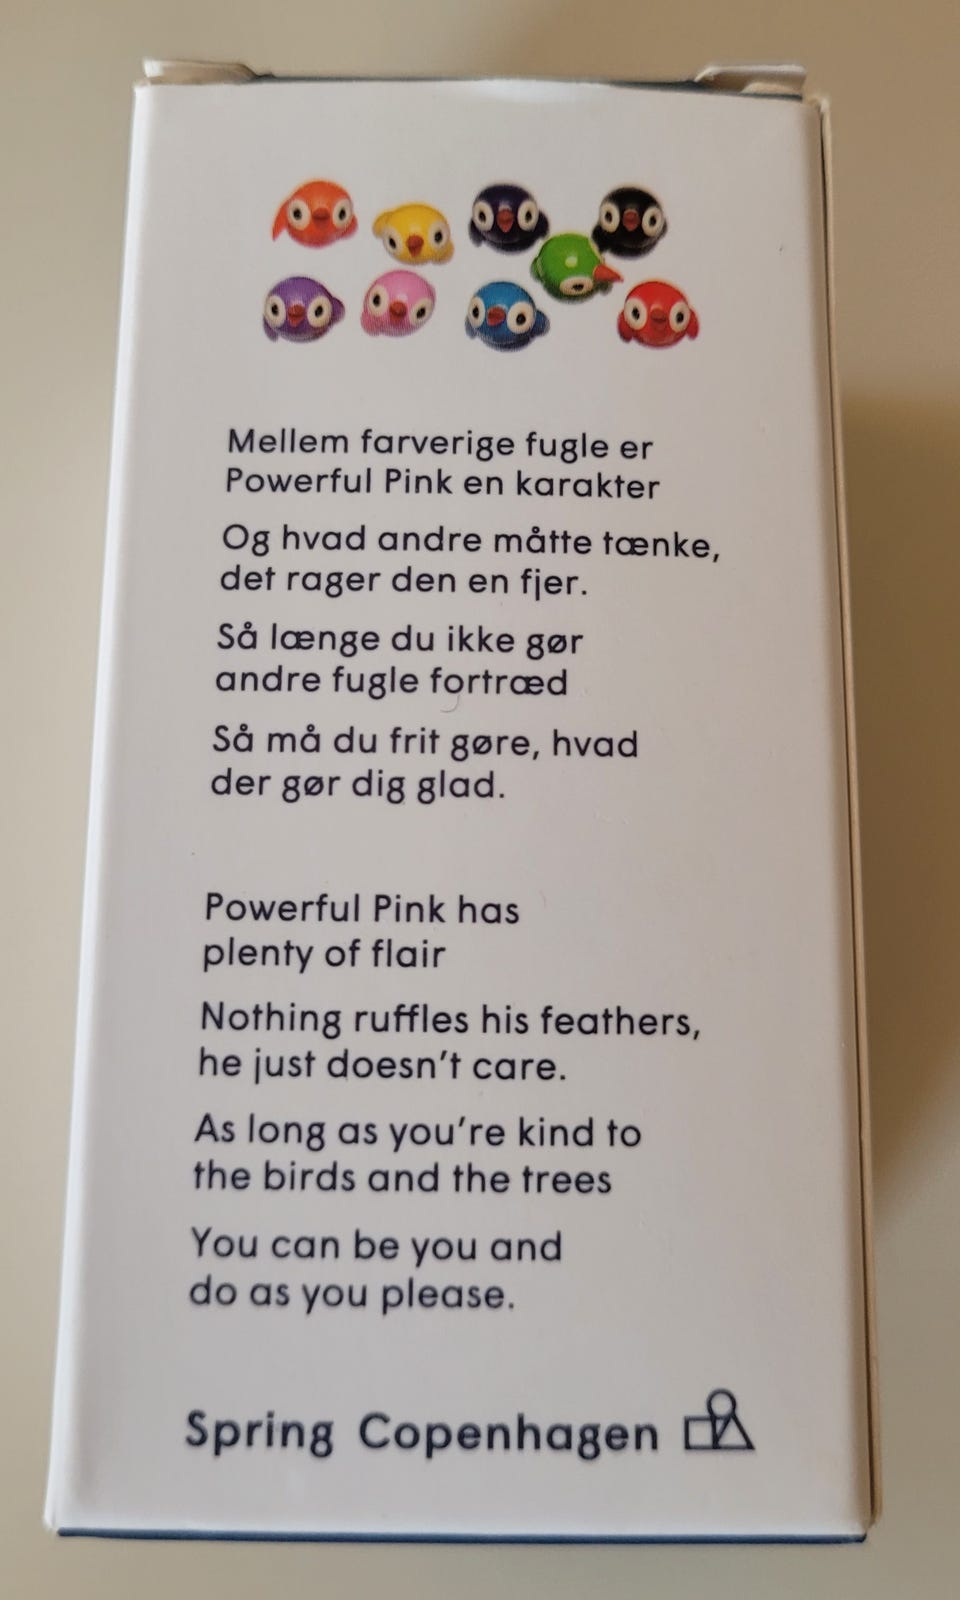 Mellem farverige fugle er
Powerful Pink en karakter
Og hvad andre måtte tænke,
det rager den en fjer.
Så længe du ikke gør
andre fugle fortræd
Så må du frit gøre, hvad
der gør dig glad.
Powerful Pink has
plenty of flair
Nothing ruffles his feathers,
he just doesn't care.
As long as you're kind to
the birds and the trees
You can be you and
do as you please.
Spring Copenhagen